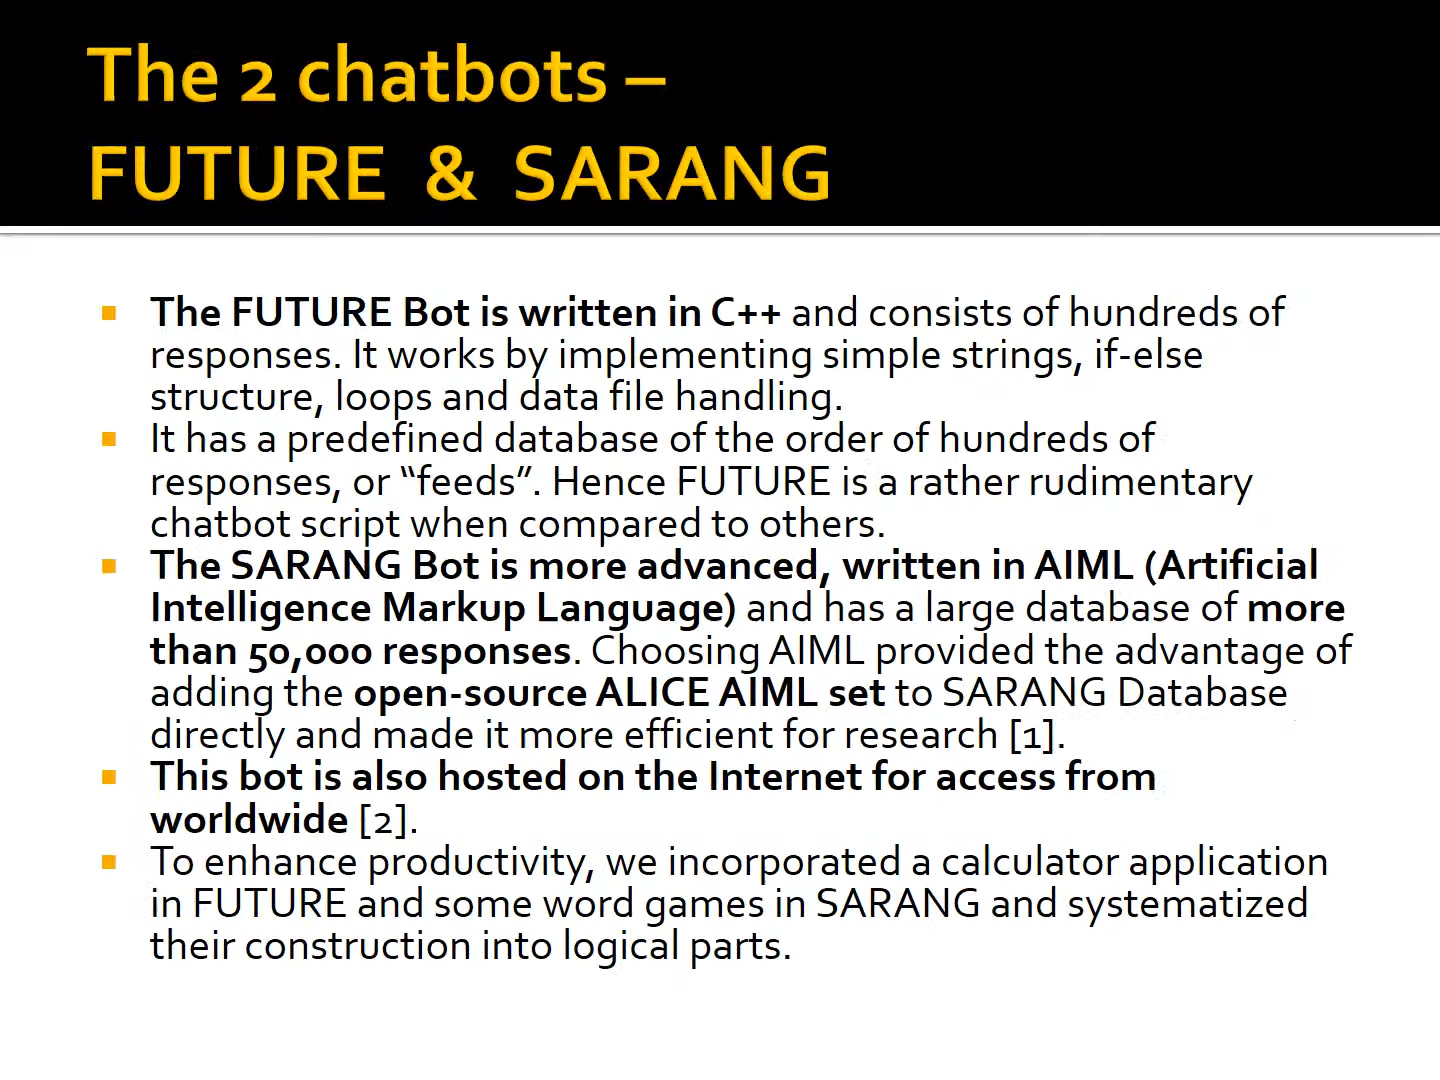 The 2 chatbots –
FUTURE & SARANG
The FUTURE Bot is written in C++ and consists of hundreds of
responses. It works by implementing simple strings, if-else
structure, loops and data file handling.
It has a predefined database of the order of hundreds of
responses, or “feeds”. Hence FUTURE is a rather rudimentary
chatbot script when compared to others.
The SARANG Bot is more advanced, written in AIML (Artificial
Intelligence Markup Language) and has a large database of more
than 50,000 responses. Choosing AIML provided the advantage of
adding the open-source ALICE AIML set to SARANG Database
directly and made it more efficient for research [1].
This bot is also hosted on the Internet for access from
worldwide [2].
To enhance productivity, we incorporated a calculator application
in FUTURE and some word games in SARANG and systematized
their construction into logical parts.